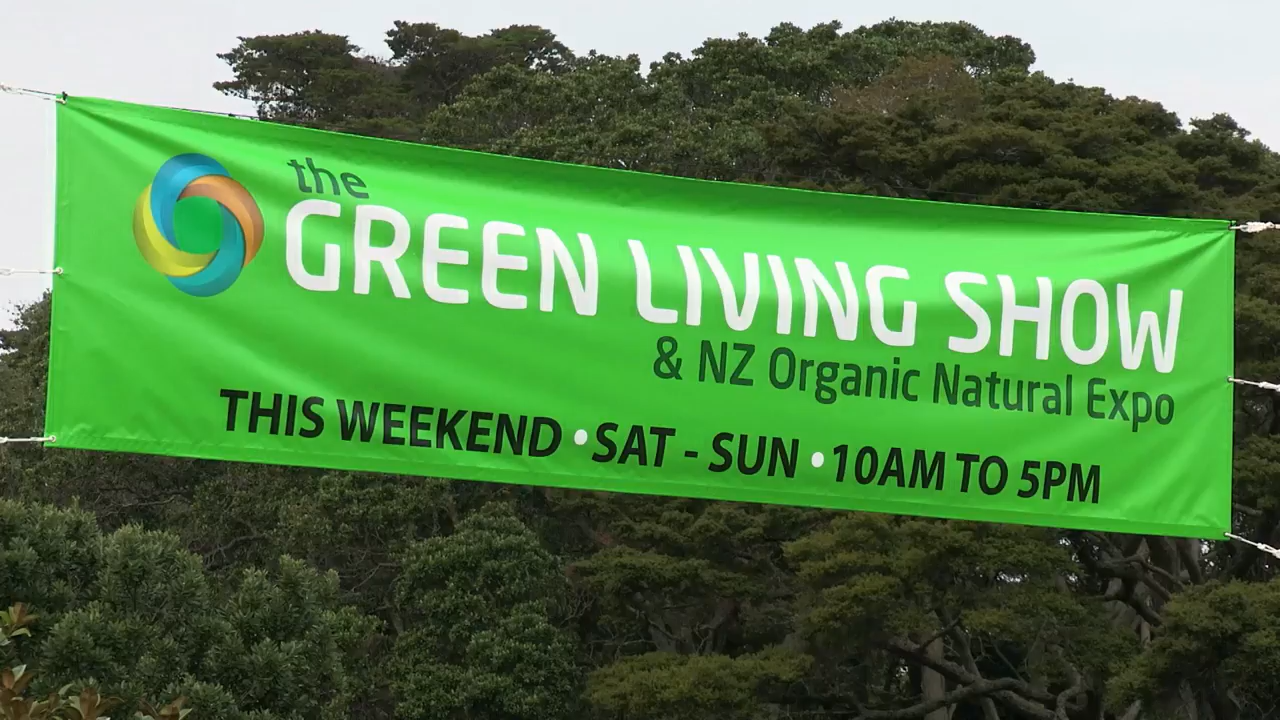 the
GREEN LIVING SHOW
& NZ Organic Natural Expo
THIS WEEKEND • SAT - SUN • 10AM TO 5PM